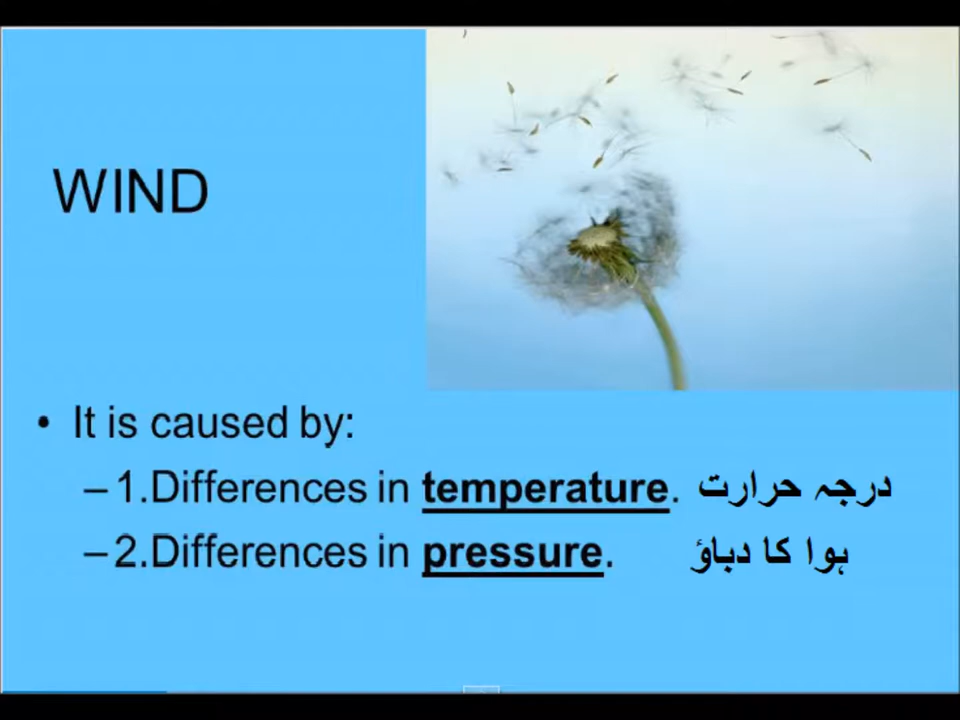 WIND
• It is caused by:
–1.Differences in temperature. درجہ حرارت
–2.Differences in pressure. ہوا کا دباؤ